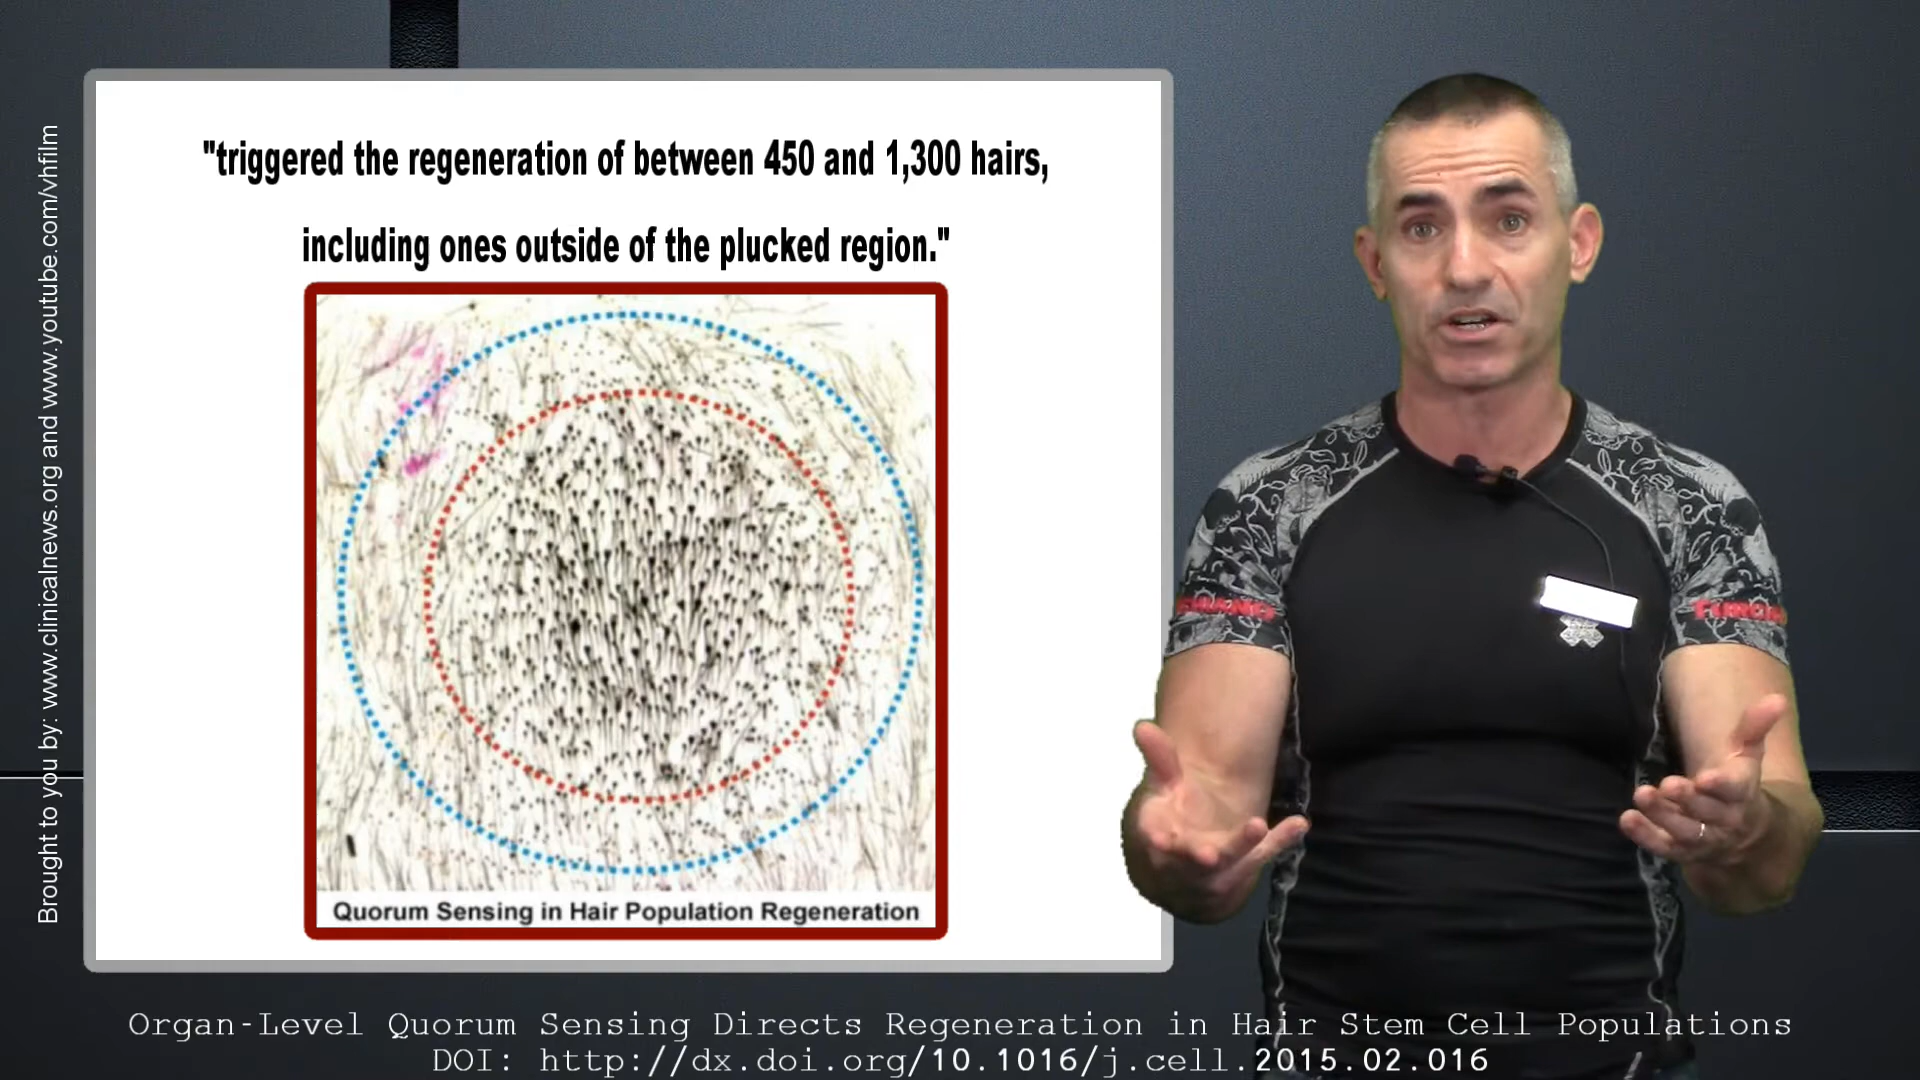 Brought to you by: www.clinicalnews.org and www.youtube.com/vhfilm
"triggered the regeneration of between 450 and 1,300 hairs,
including ones outside of the plucked region."
Quorum Sensing in Hair Population Regeneration
Organ-Level Quorum Sensing Directs Regeneration in Hair Stem Cell Populations
DOI: http://dx.doi.org/10.1016/j.cell.2015.02.016